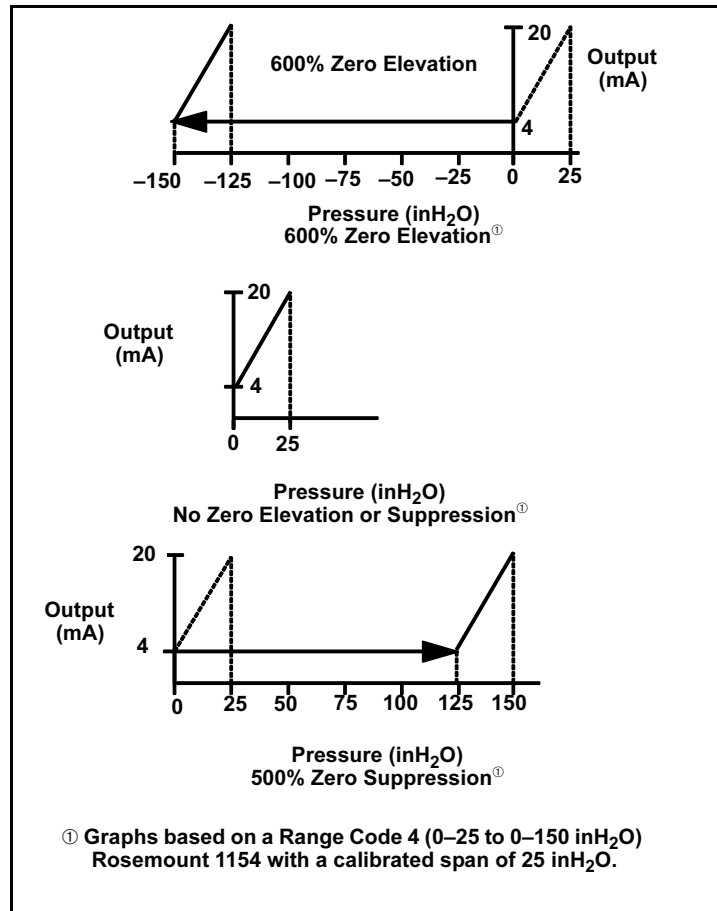 20
600% Zero Elevation
Output
(mA)
4
–150 –125 –100 –75 –50 –25 0 25
Pressure (inH₂O)
600% Zero Elevation①
20
Output
(mA)
4
0 25
Pressure (inH₂O)
No Zero Elevation or Suppression①
20
Output
(mA)
4
0 25 50 75 100 125 150
Pressure (inH₂O)
500% Zero Suppression①
① Graphs based on a Range Code 4 (0–25 to 0–150 inH₂O)
Rosemount 1154 with a calibrated span of 25 inH₂O.